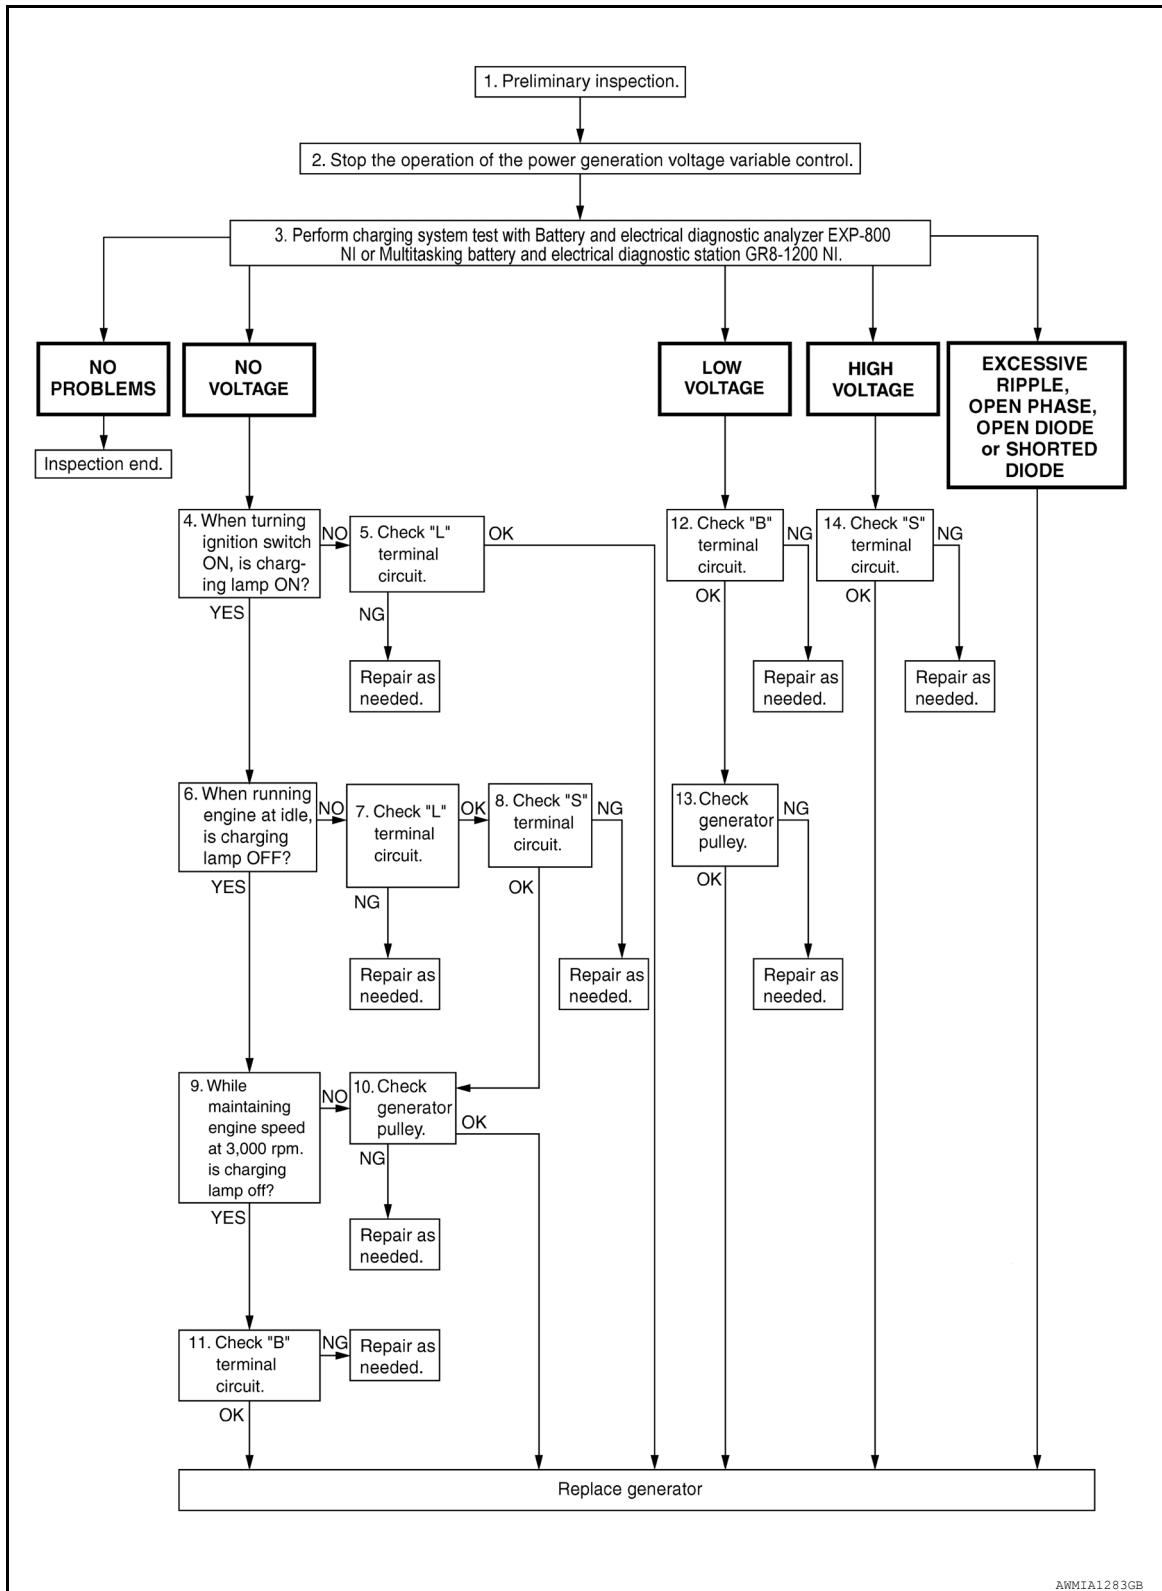 1. Preliminary inspection.
2. Stop the operation of the power generation voltage variable control.
3. Perform charging system test with Battery and electrical diagnostic analyzer EXP-800
NI or Multitasking battery and electrical diagnostic station GR8-1200 NI.
NO
PROBLEMS
NO
VOLTAGE
LOW
VOLTAGE
HIGH
VOLTAGE
EXCESSIVE
RIPPLE,
OPEN PHASE,
OPEN DIODE
or SHORTED
DIODE
Inspection end.
4. When turning
ignition switch
ON, is charg-
ing lamp ON?
NO
YES
5. Check "L"
terminal
circuit.
OK
NG
Repair as
needed.
12. Check "B"
terminal
circuit.
NG
OK
Repair as
needed.
14. Check "S"
terminal
circuit.
NG
OK
Repair as
needed.
6. When running
engine at idle,
is charging
lamp OFF?
NO
YES
7. Check "L"
terminal
circuit.
OK
NG
Repair as
needed.
8. Check "S"
terminal
circuit.
NG
OK
Repair as
needed.
13. Check
generator
pulley.
NG
OK
Repair as
needed.
9. While
maintaining
engine speed
at 3,000 rpm.
is charging
lamp off?
NO
YES
10. Check
generator
pulley.
OK
NG
Repair as
needed.
11. Check "B"
terminal
circuit.
NG
OK
Repair as
needed.
Replace generator
AWMIA1283GB